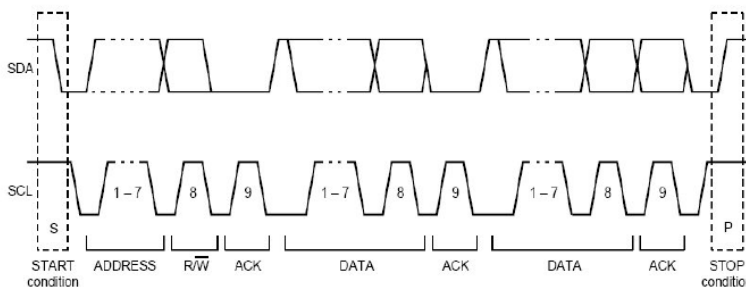 SDA
SCL
1 – 7 8 9 1 – 7 8 9 1 – 7 8 9
S P
START condition ADDRESS R/W̅ ACK DATA ACK DATA ACK STOP condition